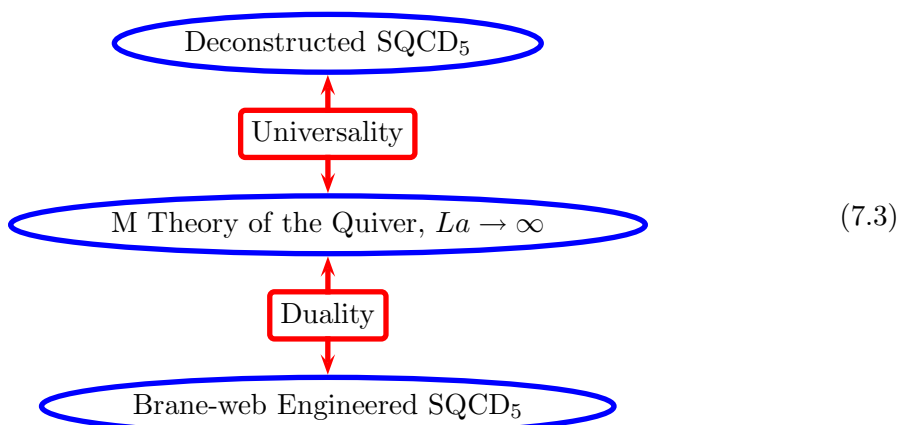 Deconstructed SQCD₅
Universality
M Theory of the Quiver, La → ∞
(7.3)
Duality
Brane-web Engineered SQCD₅